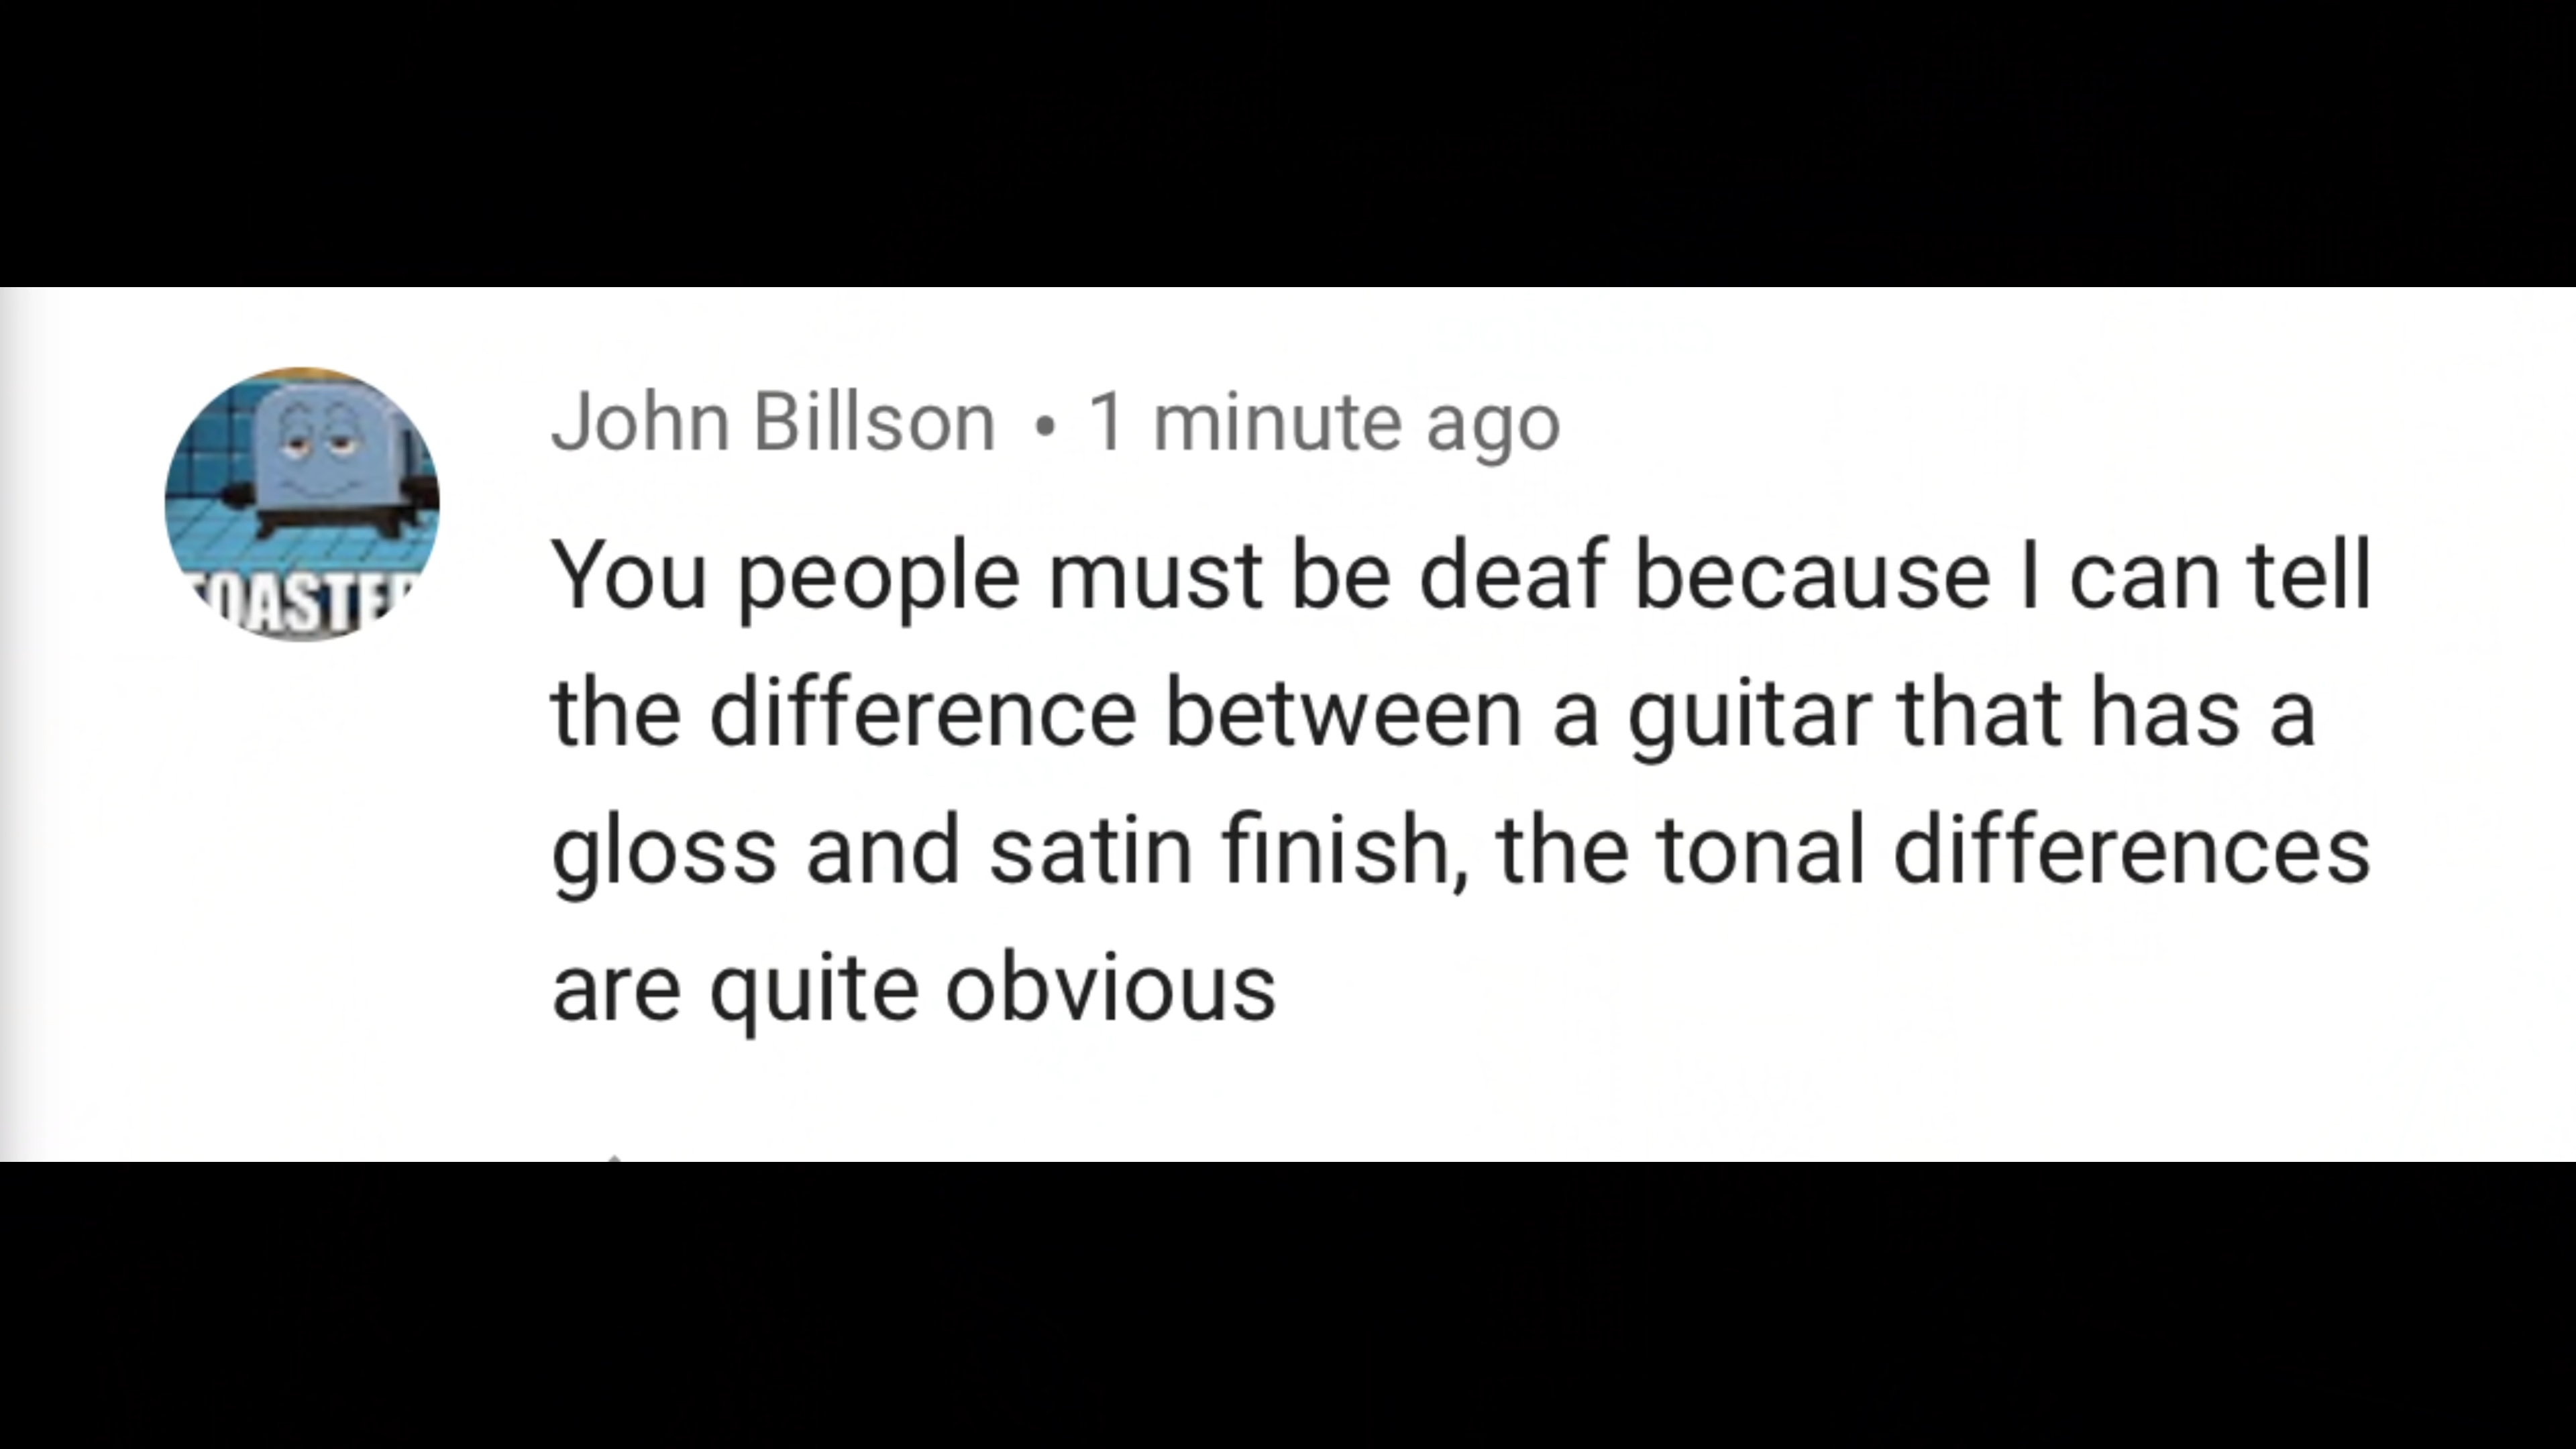 John Billson • 1 minute ago
You people must be deaf because I can tell
the difference between a guitar that has a
gloss and satin finish, the tonal differences
are quite obvious
TOASTER